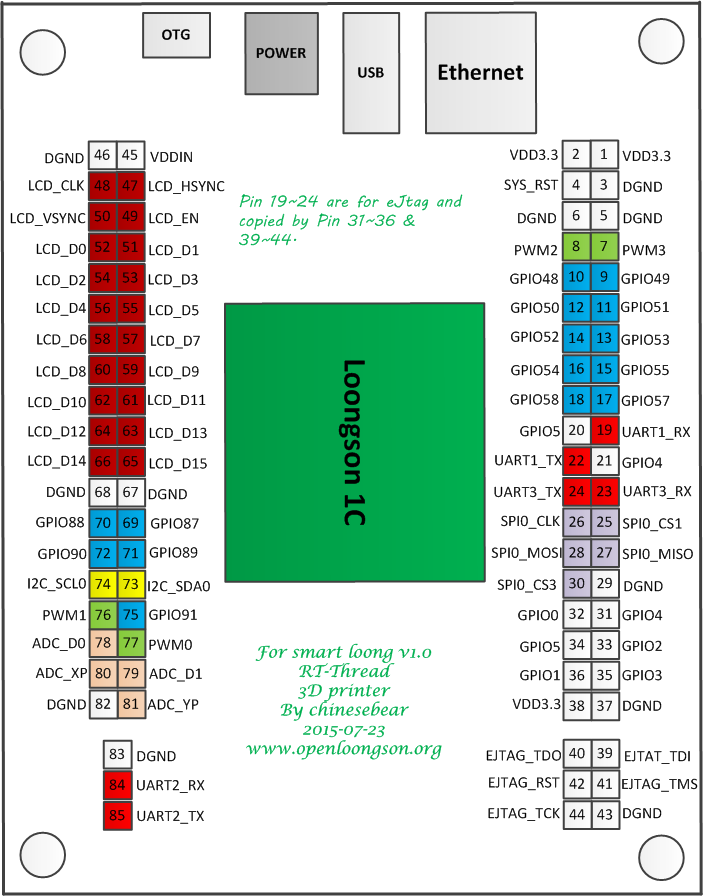 OTG
POWER
USB
Ethernet
DGND 46 45 VDDIN
LCD_CLK 48 47 LCD_HSYNC
LCD_VSYNC 50 49 LCD_EN
LCD_D0 52 51 LCD_D1
LCD_D2 54 53 LCD_D3
LCD_D4 56 55 LCD_D5
LCD_D6 58 57 LCD_D7
LCD_D8 60 59 LCD_D9
LCD_D10 62 61 LCD_D11
LCD_D12 64 63 LCD_D13
LCD_D14 66 65 LCD_D15
DGND 68 67 DGND
GPIO88 70 69 GPIO87
GPIO90 72 71 GPIO89
I2C_SCL0 74 73 I2C_SDA0
PWM1 76 75 GPIO91
ADC_D0 78 77 PWM0
ADC_XP 80 79 ADC_D1
DGND 82 81 ADC_YP
83 DGND
84 UART2_RX
85 UART2_TX
Pin 19~24 are for eJtag and
copied by Pin 31~36 &
39~44.
Loongson 1C
For smart loong v1.0
RT-Thread
3D printer
By chinesebear
2015-07-23
www.openloongson.org
VDD3.3 2 1 VDD3.3
SYS_RST 4 3 DGND
DGND 6 5 DGND
PWM2 8 7 PWM3
GPIO48 10 9 GPIO49
GPIO50 12 11 GPIO51
GPIO52 14 13 GPIO53
GPIO54 16 15 GPIO55
GPIO58 18 17 GPIO57
GPIO5 20 19 UART1_RX
UART1_TX 22 21 GPIO4
UART3_TX 24 23 UART3_RX
SPI0_CLK 26 25 SPI0_CS1
SPI0_MOSI 28 27 SPI0_MISO
SPI0_CS3 30 29 DGND
GPIO0 32 31 GPIO4
GPIO5 34 33 GPIO2
GPIO1 36 35 GPIO3
VDD3.3 38 37 DGND
EJTAG_TDO 40 39 EJTAT_TDI
EJTAG_RST 42 41 EJTAG_TMS
EJTAG_TCK 44 43 DGND